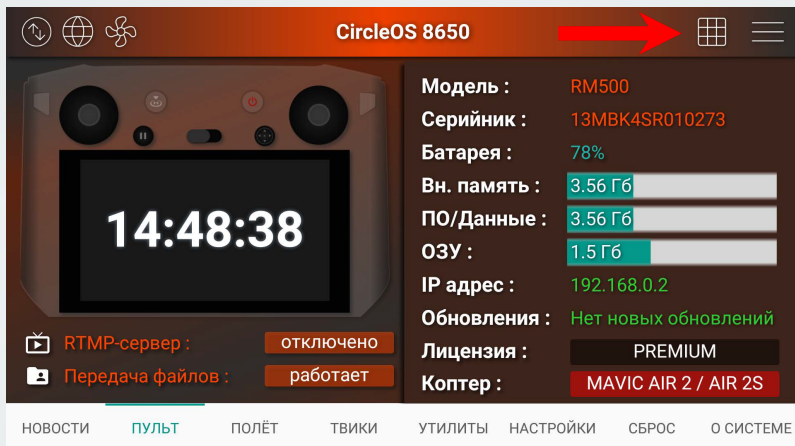 CircleOS 8650
14:48:38
RTMP-сервер : отключено
Передача файлов : работает
Модель : RM500
Серийник : 13MBK4SR010273
Батарея : 78%
Вн. память : 3.56 Гб
ПО/Данные : 3.56 Гб
ОЗУ : 1.5 Гб
IP адрес : 192.168.0.2
Обновления : Нет новых обновлений
Лицензия : PREMIUM
Коптер : MAVIC AIR 2 / AIR 2S
НОВОСТИ ПУЛЬТ ПОЛЁТ ТВИКИ УТИЛИТЫ НАСТРОЙКИ СБРОС О СИСТЕМЕ